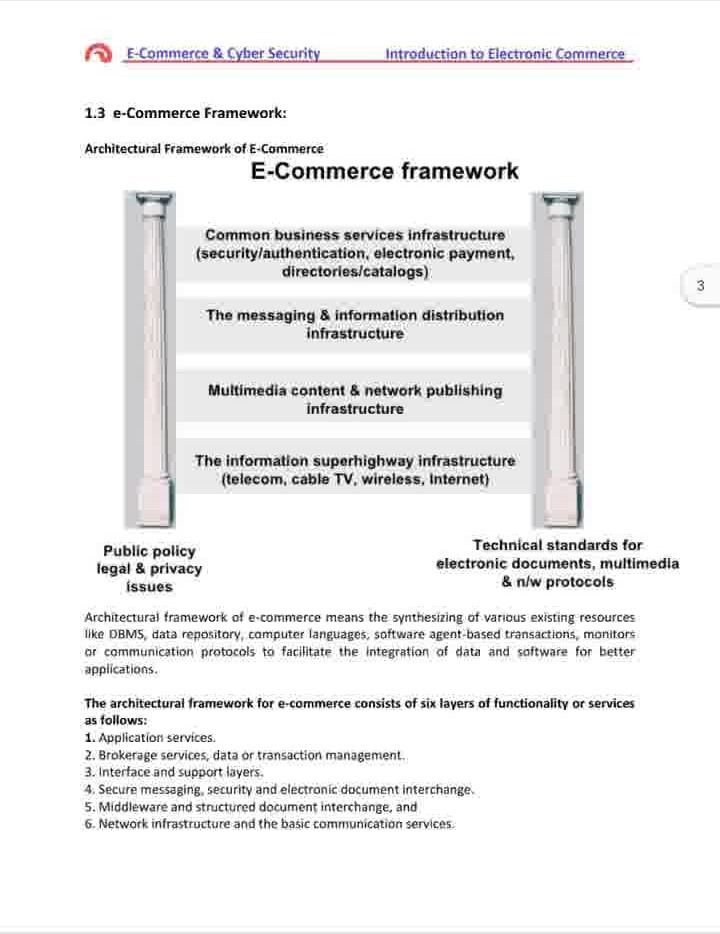 E-Commerce & Cyber Security Introduction to Electronic Commerce
1.3 e-Commerce Framework:
Architectural Framework of E-Commerce
E-Commerce framework
Common business services infrastructure
(security/authentication, electronic payment,
directories/catalogs)
3
The messaging & information distribution
infrastructure
Multimedia content & network publishing
infrastructure
The information superhighway infrastructure
(telecom, cable TV, wireless, Internet)
Public policy
legal & privacy
issues
Technical standards for
electronic documents, multimedia
& n/w protocols
Architectural framework of e-commerce means the synthesizing of various existing resources
like DBMS, data repository, computer languages, software agent-based transactions, monitors
or communication protocols to facilitate the integration of data and software for better
applications.
The architectural framework for e-commerce consists of six layers of functionality or services
as follows:
1. Application services.
2. Brokerage services, data or transaction management.
3. Interface and support layers.
4. Secure messaging, security and electronic document interchange.
5. Middleware and structured document interchange, and
6. Network infrastructure and the basic communication services.